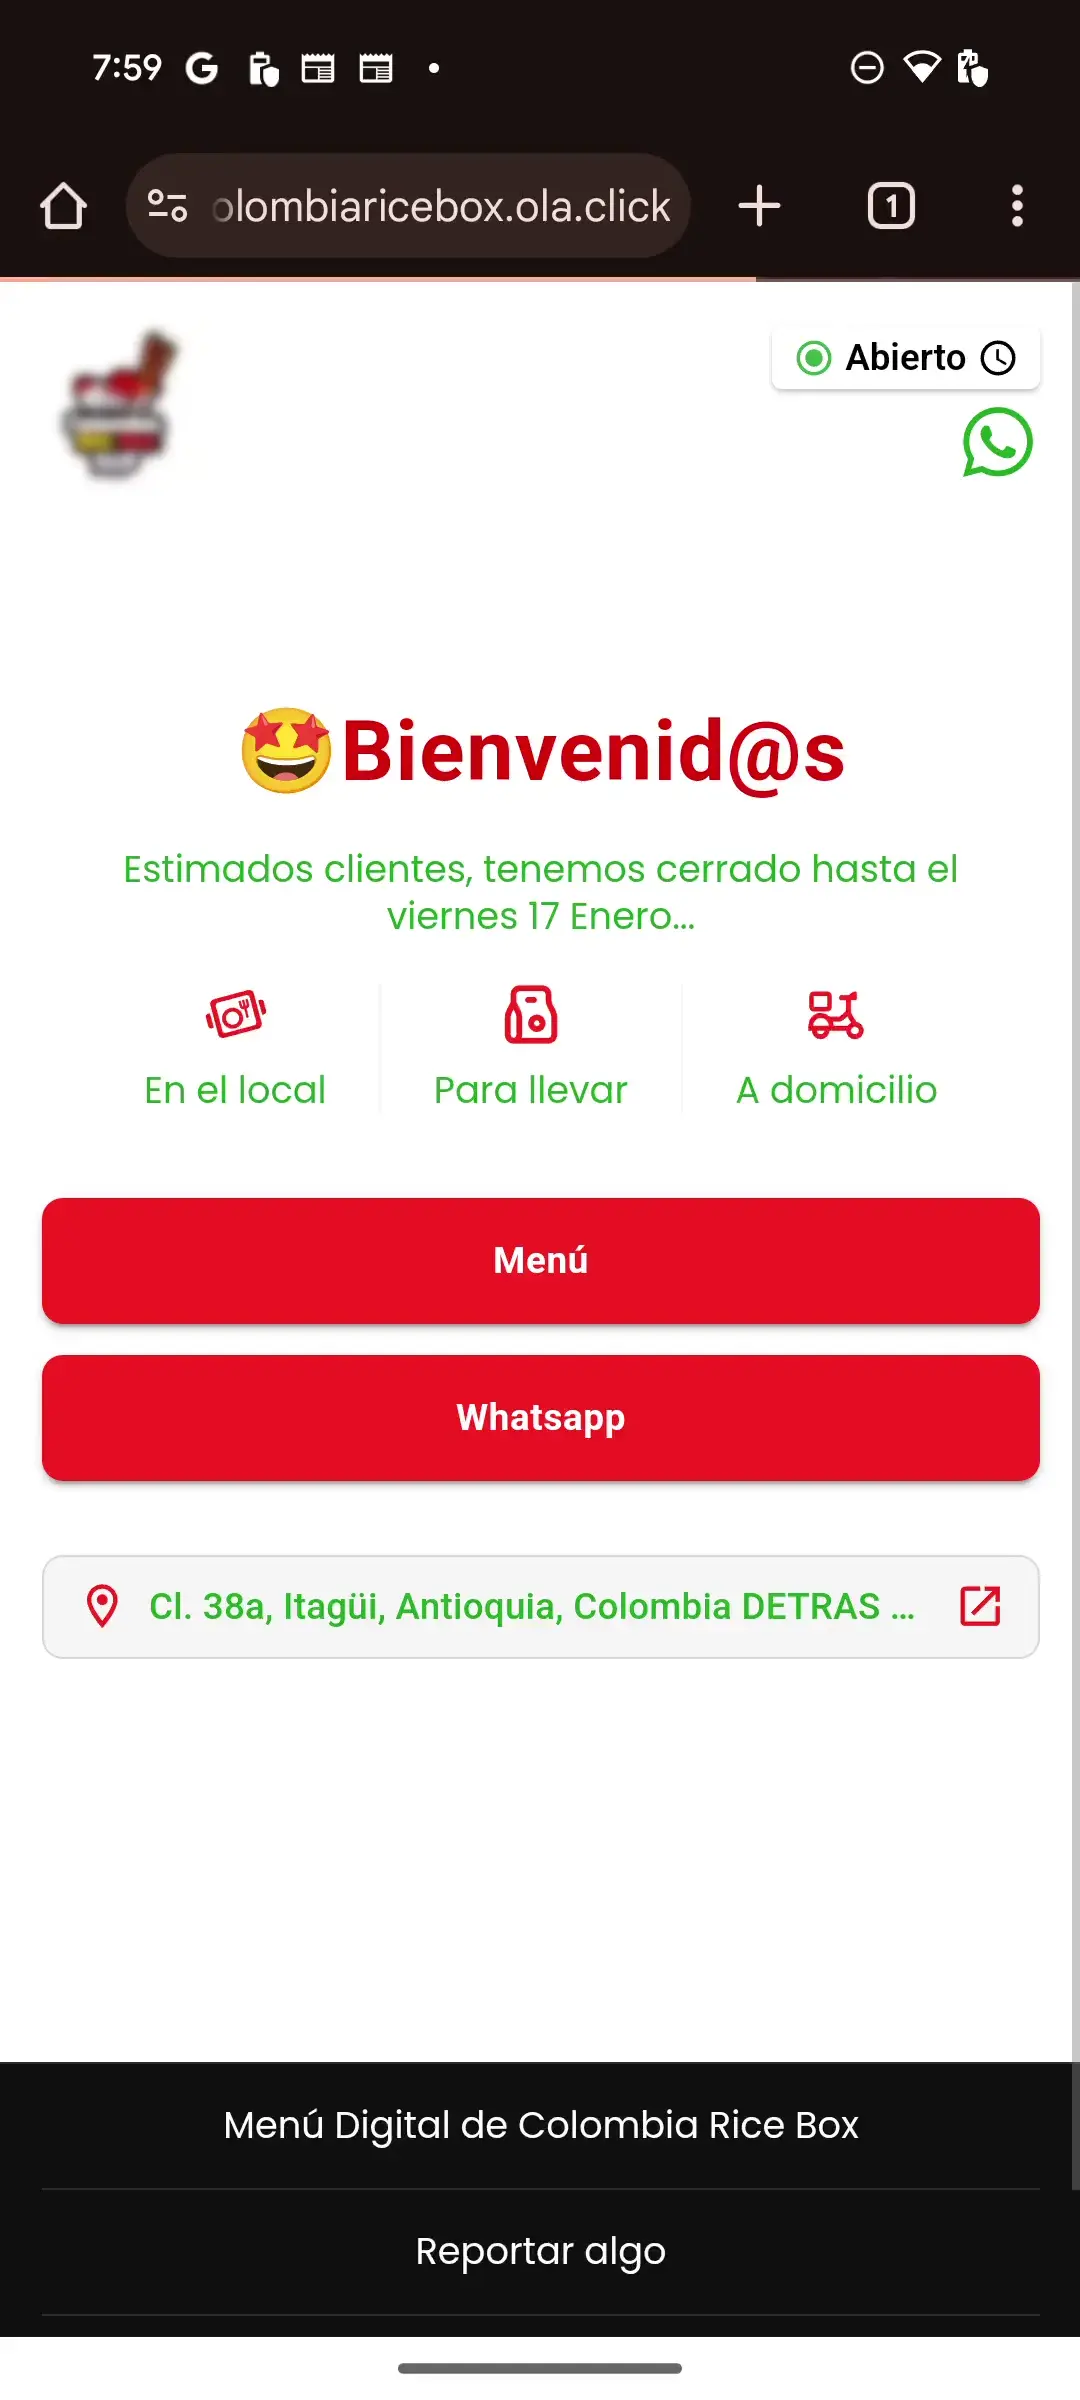 7:59
olombiaricebox.ola.click
1
Abierto
Bienvenid@s
Estimados clientes, tenemos cerrado hasta el
viernes 17 Enero...
En el local
Para llevar
A domicilio
Menú
Whatsapp
Cl. 38a, Itagüi, Antioquia, Colombia DETRAS ...
Menú Digital de Colombia Rice Box
Reportar algo